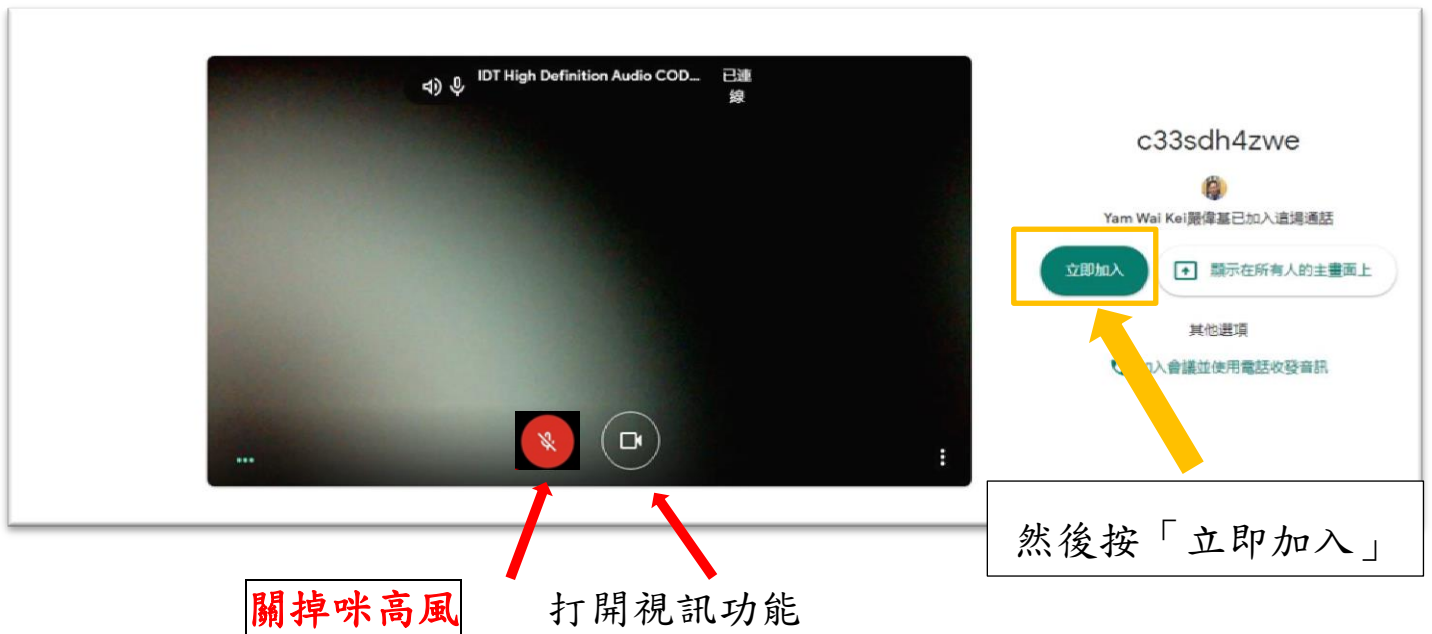 IDT High Definition Audio COD... 已連
線
c33sdh4zwe
Yam Wai Kei嚴偉基已加入這場通話
立即加入
顯示在所有人的主畫面上
其他選項
加入會議並使用電話收發音訊
然後按「立即加入」
關掉咪高風
打開視訊功能